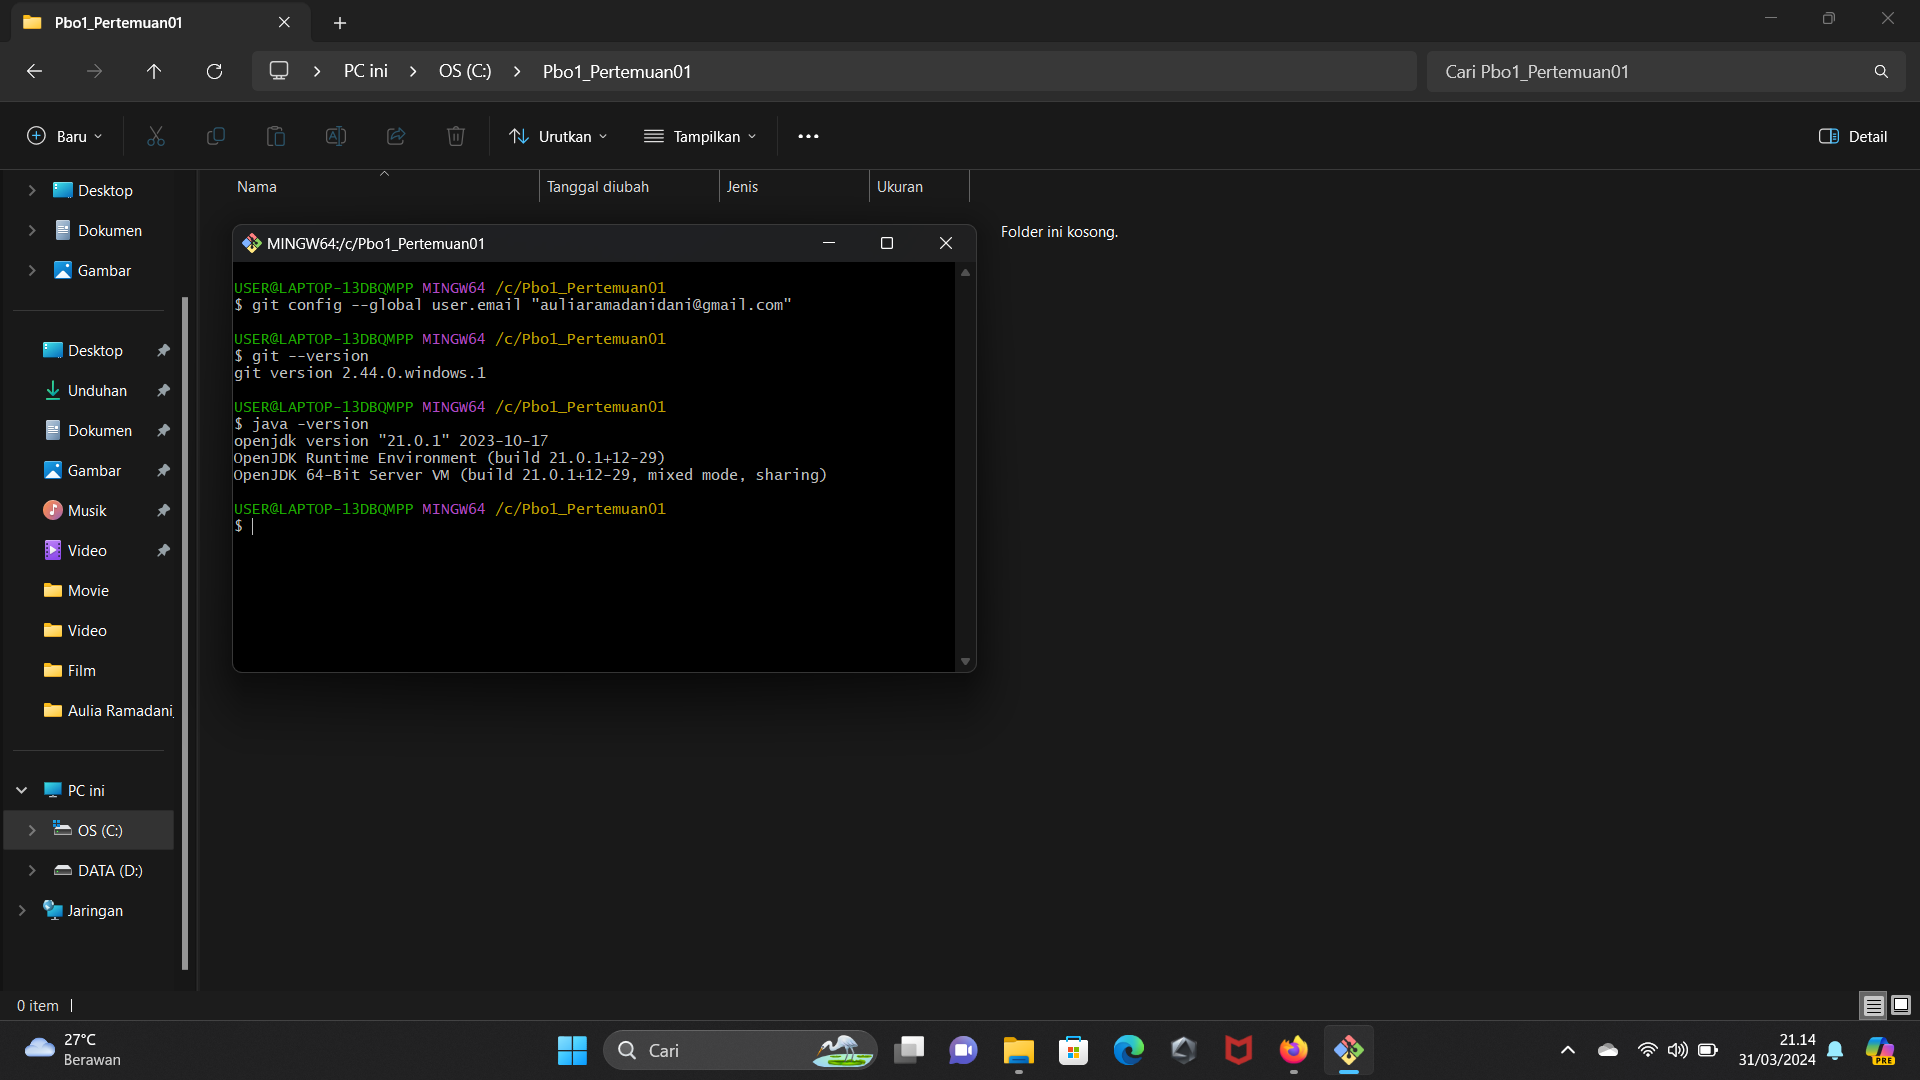 Pbo1_Pertemuan01
PC ini
OS (C:)
Pbo1_Pertemuan01
Cari Pbo1_Pertemuan01
Baru
Urutkan
Tampilkan
Detail
Nama
Tanggal diubah
Jenis
Ukuran
Folder ini kosong.
Desktop
Dokumen
Gambar
Desktop
Unduhan
Dokumen
Gambar
Musik
Video
Movie
Video
Film
Aulia Ramadani
PC ini
OS (C:)
DATA (D:)
Jaringan
MINGW64:/c/Pbo1_Pertemuan01
USER@LAPTOP-13DBQMPP MINGW64 /c/Pbo1_Pertemuan01
$ git config --global user.email "auliaramadanidani@gmail.com"
USER@LAPTOP-13DBQMPP MINGW64 /c/Pbo1_Pertemuan01
$ git --version
git version 2.44.0.windows.1
USER@LAPTOP-13DBQMPP MINGW64 /c/Pbo1_Pertemuan01
$ java -version
openjdk version "21.0.1" 2023-10-17
OpenJDK Runtime Environment (build 21.0.1+12-29)
OpenJDK 64-Bit Server VM (build 21.0.1+12-29, mixed mode, sharing)
USER@LAPTOP-13DBQMPP MINGW64 /c/Pbo1_Pertemuan01
$
0 item
27°C
Berawan
Cari
21.14
31/03/2024
PRE